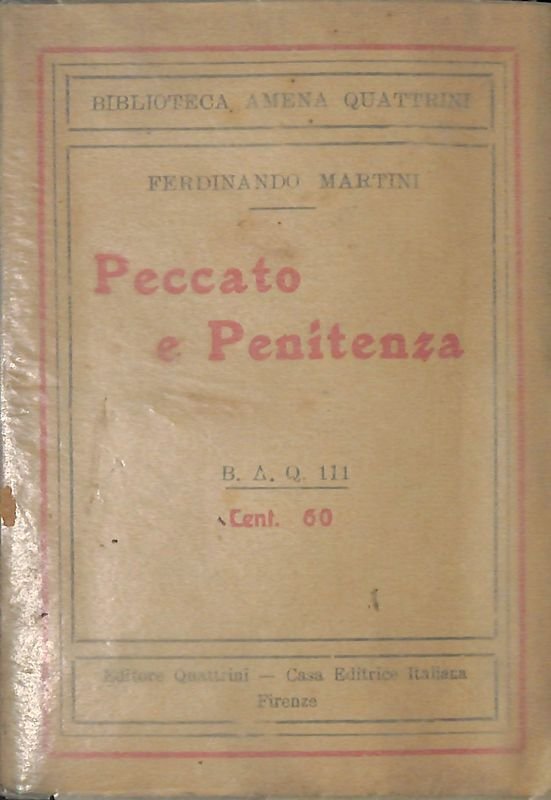 BIBLIOTECA AMENA QUATTRINI
FERDINANDO MARTINI
Peccato
e Penitenza
B. A. Q. 111
Cent. 60
Editore Quattrini — Casa Editrice Italiana
Firenze